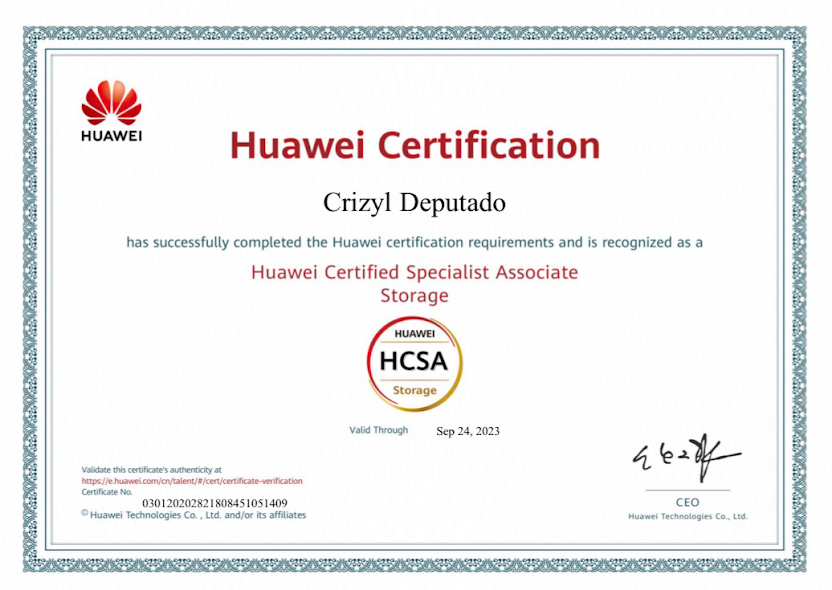 HUAWEI
Huawei Certification
Crizyl Deputado
has successfully completed the Huawei certification requirements and is recognized as a
Huawei Certified Specialist Associate
Storage
HUAWEI
HCSA
Storage
Valid Through Sep 24, 2023
Validate this certificate's authenticity at
https://e.huawei.com/cn/talent/#/cert/certificate-verification
Certificate No.
030120202821808451051409
© Huawei Technologies Co. , Ltd. and/or its affiliates
CEO
Huawei Technologies Co., Ltd.